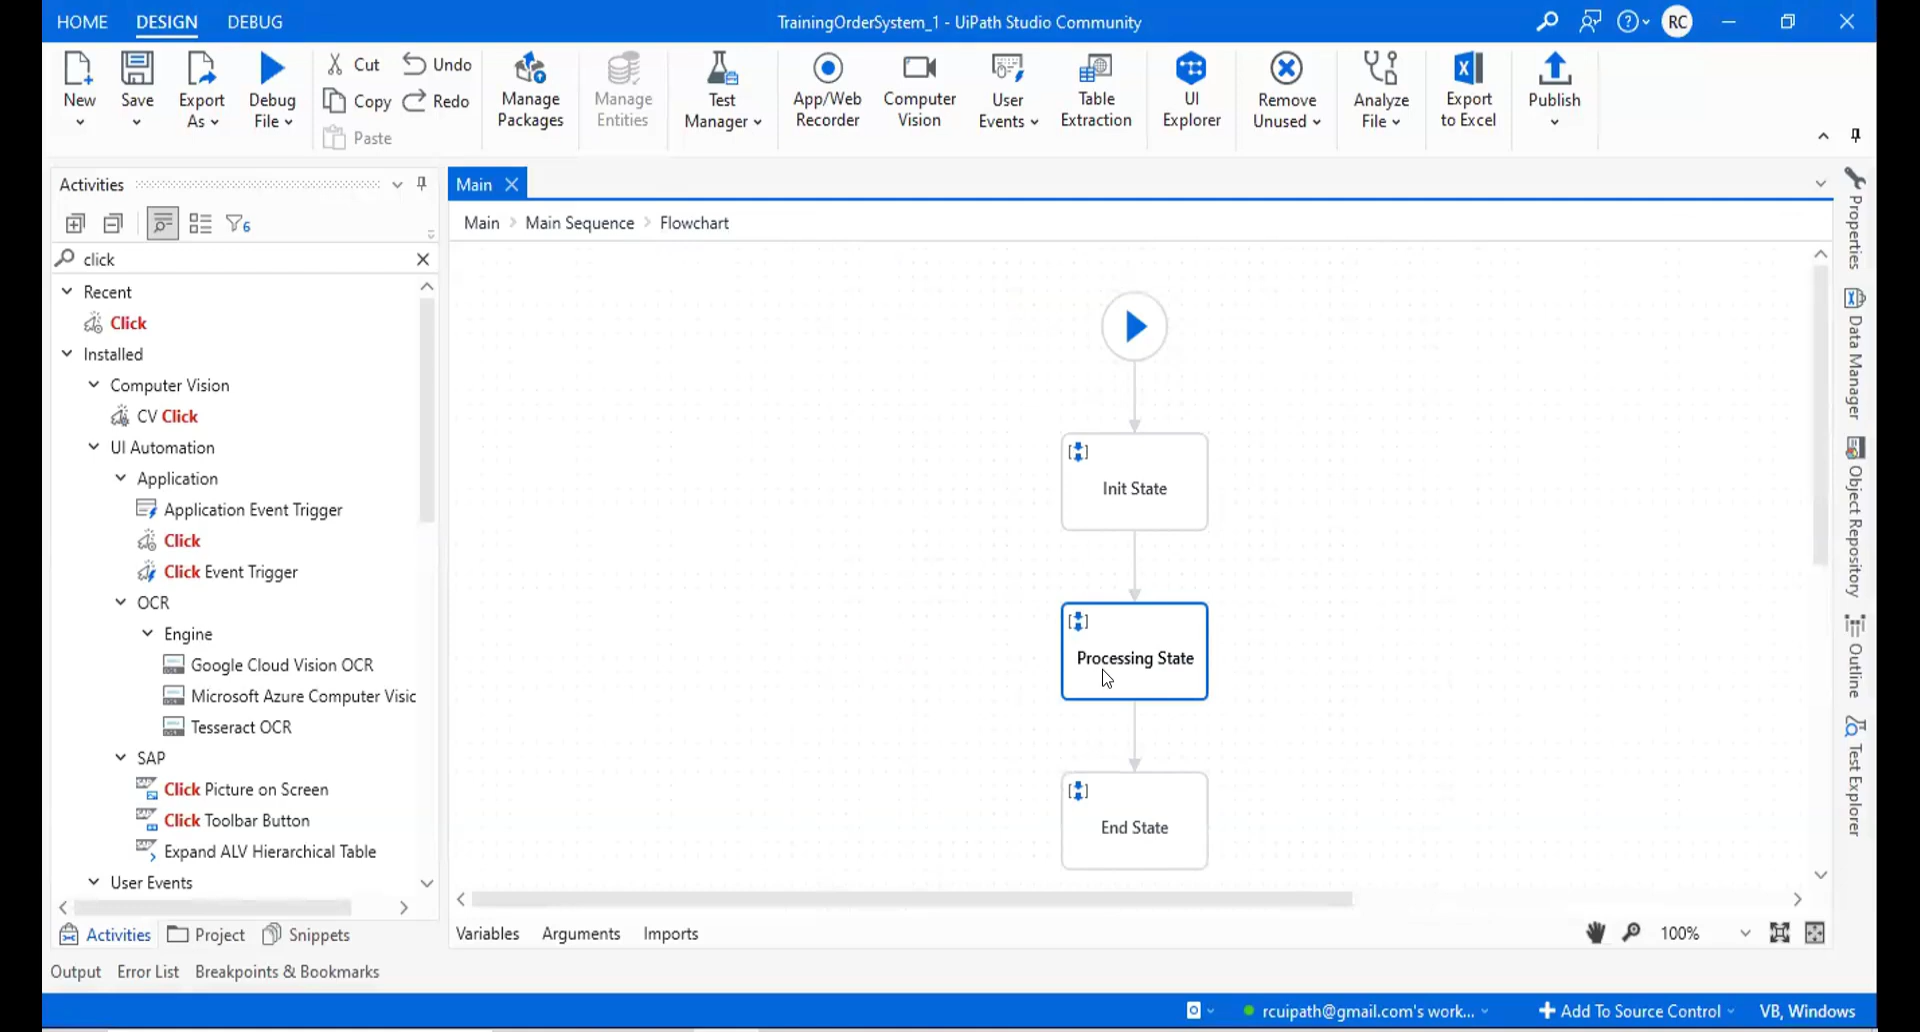 HOME DESIGN DEBUG
TrainingOrderSystem_1 - UiPath Studio Community
RC
New
Save
Export As
Debug File
Cut
Copy
Paste
Undo
Redo
Manage Packages
Manage Entities
Test Manager
App/Web Recorder
Computer Vision
User Events
Table Extraction
UI Explorer
Remove Unused
Analyze File
Export to Excel
Publish
Activities
6
click
Recent
Click
Installed
Computer Vision
CV Click
UI Automation
Application
Application Event Trigger
Click
Click Event Trigger
OCR
Engine
Google Cloud Vision OCR
Microsoft Azure Computer Visic
Tesseract OCR
SAP
Click Picture on Screen
Click Toolbar Button
Expand ALV Hierarchical Table
User Events
Activities Project Snippets
Main
Main Main Sequence Flowchart
Init State
Processing State
End State
Variables Arguments Imports
100%
Properties
Data Manager
Object Repository
Outline
Test Explorer
Output Error List Breakpoints & Bookmarks
rcuipath@gmail.com's work...
Add To Source Control
VB, Windows